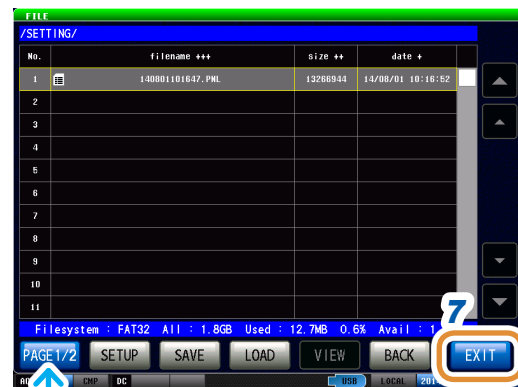 FILE
/SETTING/
No. filename +++ size ++ date +
1 140801101647.PNL 13266944 14/08/01 10:16:52
2
3
4
5
6
7
8
9
10
11
7
Filesystem : FAT32 All : 1.8GB Used : 12.7MB 0.6% Avail : 1
PAGE1/2 SETUP SAVE LOAD VIEW BACK EXIT
CMP DC USB LOCAL 201